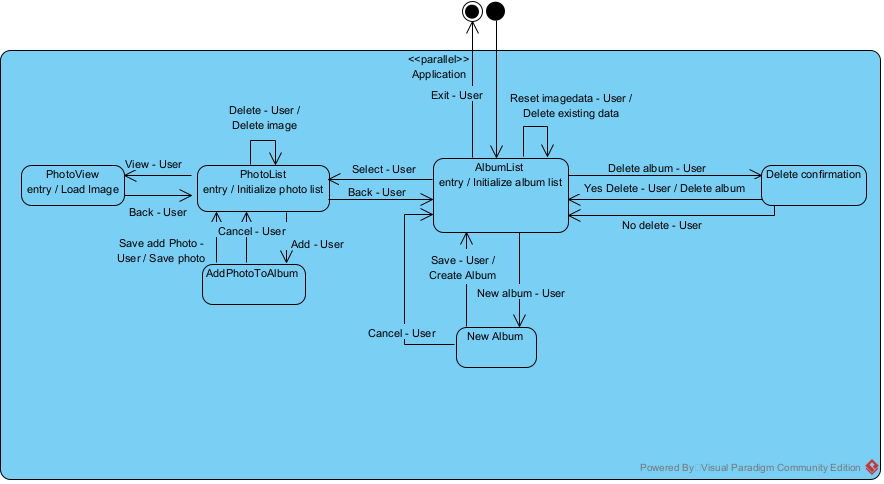 <<parallel>>
Application
Exit - User
Delete - User /
Delete image
Reset imagedata - User /
Delete existing data
PhotoView
entry / Load Image
View - User
Back - User
PhotoList
entry / Initialize photo list
Select - User
Back - User
AlbumList
entry / Initialize album list
Delete album - User
Yes Delete - User / Delete album
No delete - User
Delete confirmation
Save add Photo -
User / Save photo
Cancel - User
Add - User
AddPhotoToAlbum
Save - User /
Create Album
New album - User
Cancel - User
New Album
Powered By Visual Paradigm Community Edition